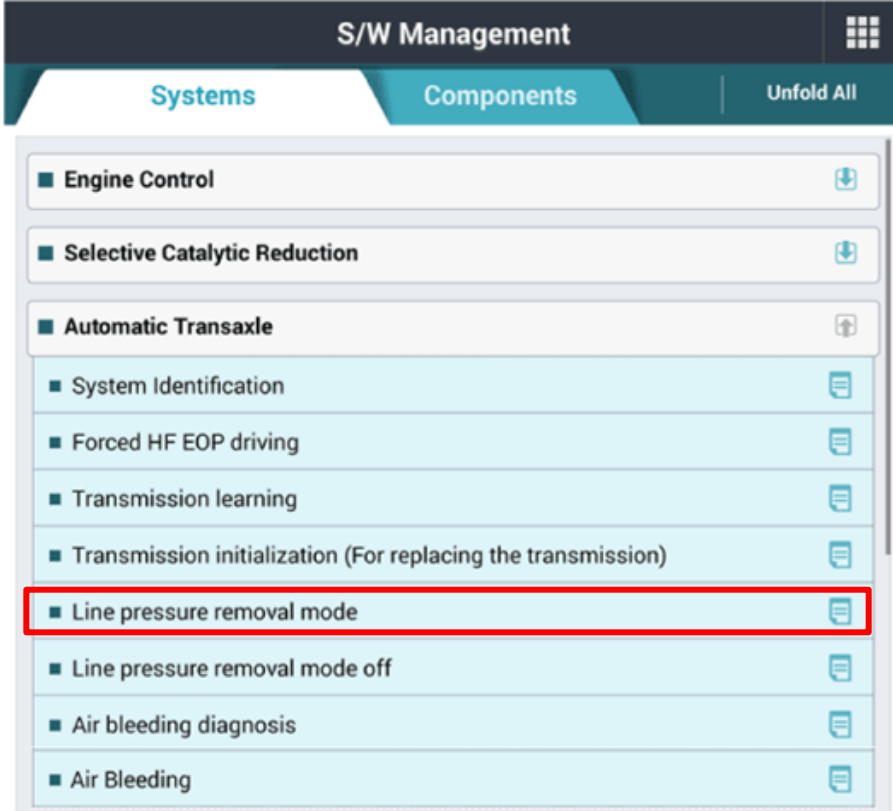 S/W Management
Systems
Components
Unfold All
Engine Control
Selective Catalytic Reduction
Automatic Transaxle
System Identification
Forced HF EOP driving
Transmission learning
Transmission initialization (For replacing the transmission)
Line pressure removal mode
Line pressure removal mode off
Air bleeding diagnosis
Air Bleeding